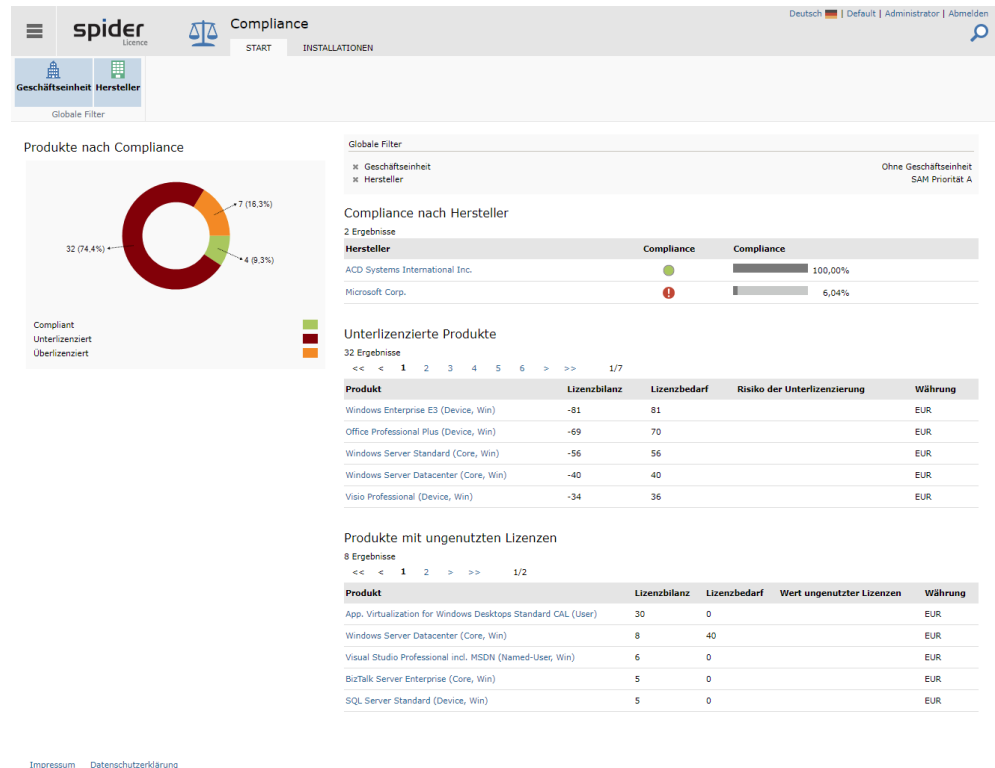 Deutsch | Default | Administrator | Abmelden
spider
Licence
Compliance
START INSTALLATIONEN
Geschäftseinheit Hersteller
Globale Filter
Produkte nach Compliance
7 (16,3%)
32 (74,4%)
4 (9,3%)
Compliant
Unterlizenziert
Überlizenziert
Globale Filter
Geschäftseinheit Ohne Geschäftseinheit
Hersteller SAM Priorität A
Compliance nach Hersteller
2 Ergebnisse
Hersteller Compliance Compliance
ACD Systems International Inc. 100,00%
Microsoft Corp. 6,04%
Unterlizenzierte Produkte
32 Ergebnisse
<< < 1 2 3 4 5 6 > >> 1/7
Produkt Lizenzbilanz Lizenzbedarf Risiko der Unterlizenzierung Währung
Windows Enterprise E3 (Device, Win) -81 81 EUR
Office Professional Plus (Device, Win) -69 70 EUR
Windows Server Standard (Core, Win) -56 56 EUR
Windows Server Datacenter (Core, Win) -40 40 EUR
Visio Professional (Device, Win) -34 36 EUR
Produkte mit ungenutzten Lizenzen
8 Ergebnisse
<< < 1 2 > >> 1/2
Produkt Lizenzbilanz Lizenzbedarf Wert ungenutzter Lizenzen Währung
App. Virtualization for Windows Desktops Standard CAL (User) 30 0 EUR
Windows Server Datacenter (Core, Win) 8 40 EUR
Visual Studio Professional incl. MSDN (Named-User, Win) 6 0 EUR
BizTalk Server Enterprise (Core, Win) 5 0 EUR
SQL Server Standard (Device, Win) 5 0 EUR
Impressum Datenschutzerklärung